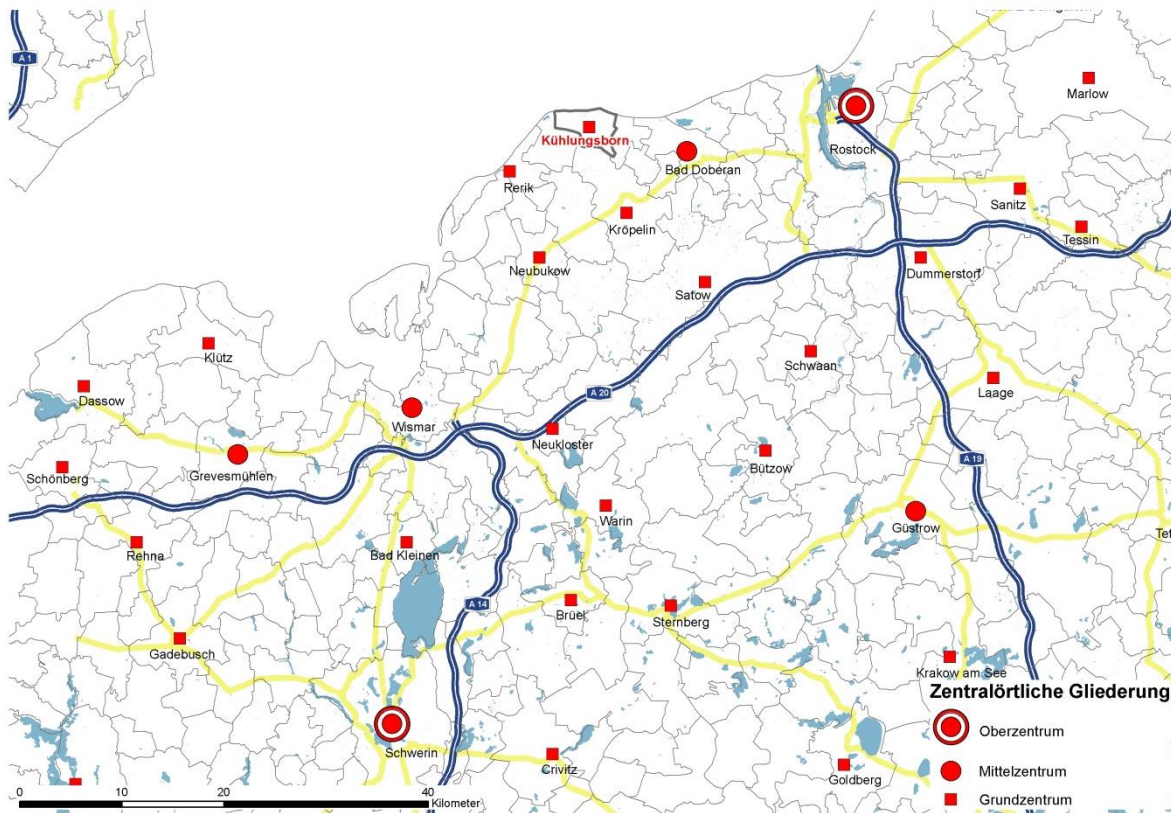 A 1
Marlow
Kühlungsborn
Rostock
Bad Doberan
Rerik
Sanitz
Kröpelin
Tessin
Neubukow
Dummerstorf
Satow
Klütz
Schwaan
Dassow
Laage
A 20
Wismar
Neukloster
Grevesmühlen
Bützow
A 19
Schönberg
Warin
Güstrow
Rehna
Bad Kleinen
Tet
A 14
Brüel
Sternberg
Gadebusch
Krakow am See
Zentralörtliche Gliederung
Oberzentrum
Schwerin
Crivitz
Goldberg
Mittelzentrum
Grundzentrum
0 10 20 40
Kilometer